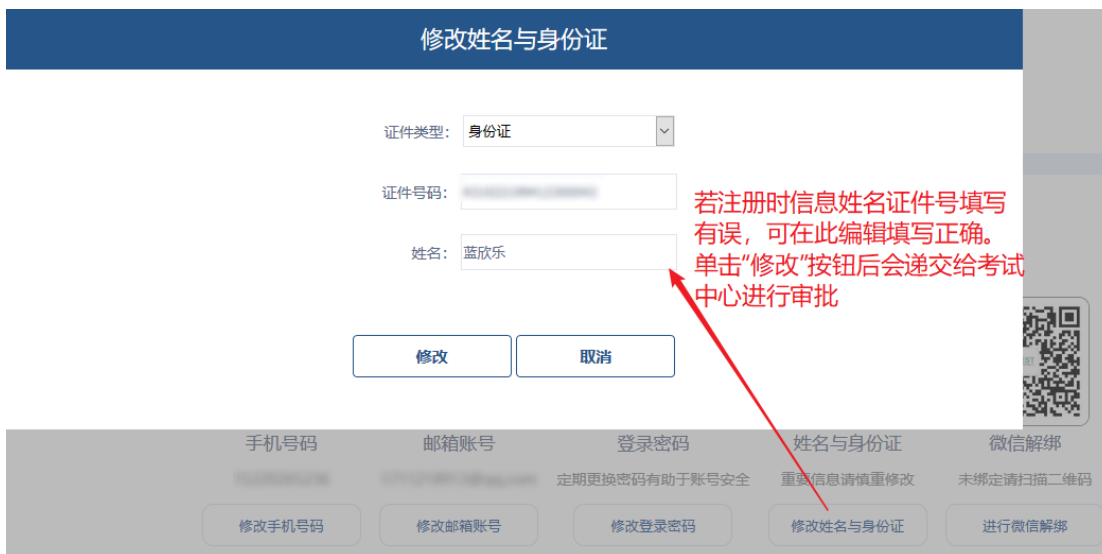 修改姓名与身份证
证件类型: 身份证
证件号码:
姓名: 蓝欣乐
若注册时信息姓名证件号填写
有误，可在此编辑填写正确。
单击“修改”按钮后会递交给考试
中心进行审批
修改 取消
手机号码 邮箱账号 登录密码 姓名与身份证 微信解绑
定期更换密码有助于账号安全 重要信息请慎重修改 未绑定请扫描二维码
修改手机号码 修改邮箱账号 修改登录密码 修改姓名与身份证 进行微信解绑